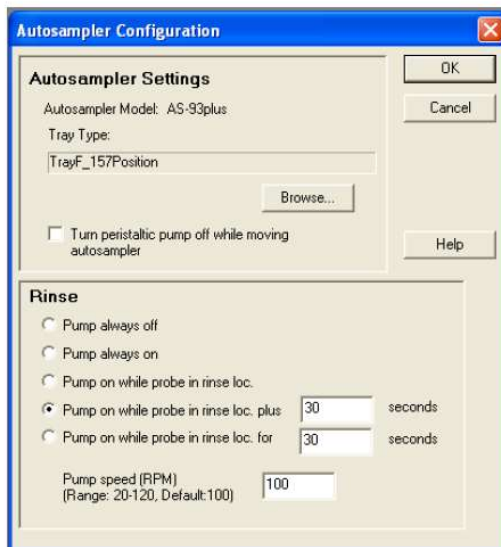 Autosampler Configuration
Autosampler Settings
OK
Autosampler Model: AS-93plus
Cancel
Tray Type:
TrayF_157Position
Browse...
Turn peristaltic pump off while moving
autosampler
Help
Rinse
Pump always off
Pump always on
Pump on while probe in rinse loc.
Pump on while probe in rinse loc. plus 30 seconds
Pump on while probe in rinse loc. for 30 seconds
Pump speed (RPM) 100
(Range: 20-120, Default:100)